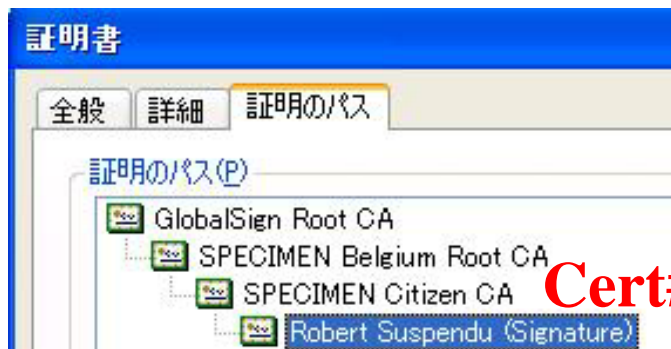 証明書
全般 詳細 証明のパス
証明のパス(P)
GlobalSign Root CA
SPECIMEN Belgium Root CA
SPECIMEN Citizen CA Cert#
Robert Suspendu (Signature)